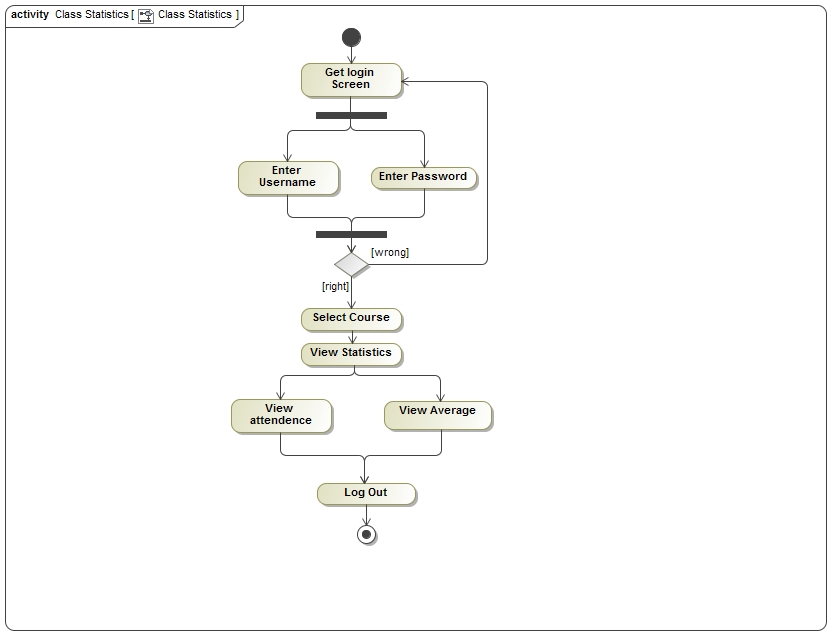 activity Class Statistics [ Class Statistics ]
Get login
Screen
Enter
Username
Enter Password
[wrong]
[right]
Select Course
View Statistics
View
attendence
View Average
Log Out